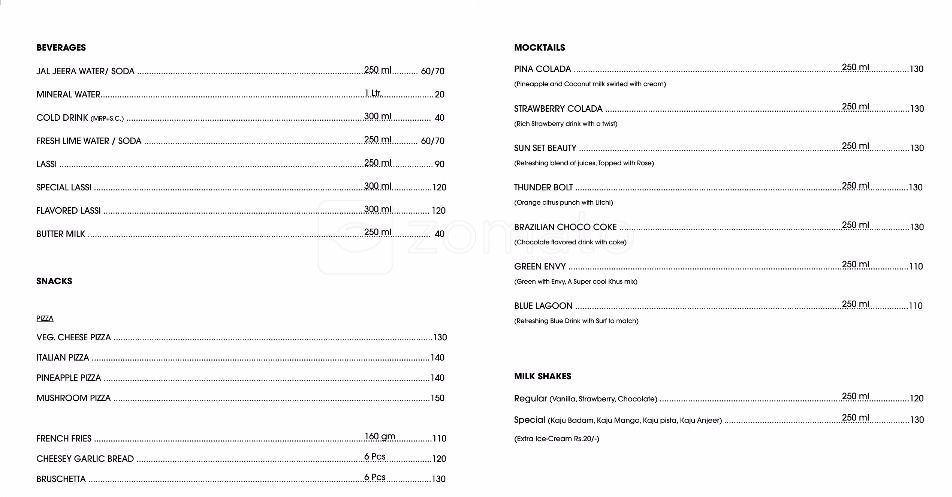 BEVERAGES
JAL JEERA WATER/ SODA ........ 250 ml ........ 60/70
MINERAL WATER ........ 1 Ltr. ........ 20
COLD DRINK (MRP+S.C.) ........ 300 ml ........ 40
FRESH LIME WATER / SODA ........ 250 ml ........ 60/70
LASSI ........ 250 ml ........ 90
SPECIAL LASSI ........ 300 ml ........ 120
FLAVORED LASSI ........ 300 ml ........ 120
BUTTER MILK ........ 250 ml ........ 40
SNACKS
PIZZA
VEG. CHEESE PIZZA ........ 130
ITALIAN PIZZA ........ 140
PINEAPPLE PIZZA ........ 140
MUSHROOM PIZZA ........ 150
FRENCH FRIES ........ 160 gm ........ 110
CHEESEY GARLIC BREAD ........ 6 Pcs ........ 120
BRUSCHETTA ........ 6 Pcs ........ 130
MOCKTAILS
PINA COLADA ........ 250 ml ........ 130
(Pineapple and Coconut milk swirled with cream)
STRAWBERRY COLADA ........ 250 ml ........ 130
(Rich Strawberry drink with a twist)
SUN SET BEAUTY ........ 250 ml ........ 130
(Refreshing blend of juices, Topped with Rose)
THUNDER BOLT ........ 250 ml ........ 130
(Orange citrus punch with Litchi)
BRAZILIAN CHOCO COKE ........ 250 ml ........ 130
(Chocolate flavored drink with coke)
GREEN ENVY ........ 250 ml ........ 110
(Green with Envy, A Super cool Khus mix)
BLUE LAGOON ........ 250 ml ........ 110
(Refreshing Blue Drink with Surf to match)
MILK SHAKES
Regular (Vanilla, Strawberry, Chocolate) ........ 250 ml ........ 120
Special (Kaju Badam, Kaju Mango, Kaju pista, Kaju Anjeer) ........ 250 ml ........ 130
(Extra Ice-Cream Rs.20/-)
zomato